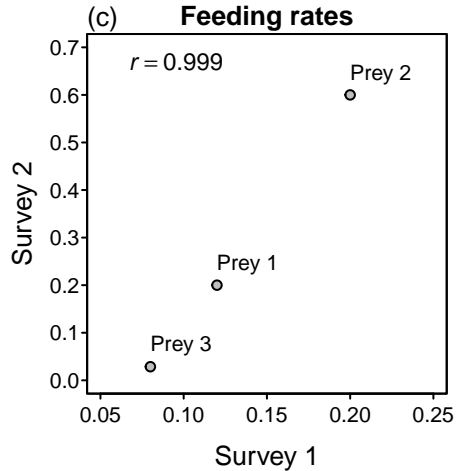 (c) Feeding rates
r = 0.999
Prey 2
Prey 1
Prey 3
Survey 2
0.7
0.6
0.5
0.4
0.3
0.2
0.1
0.0
0.05 0.10 0.15 0.20 0.25
Survey 1